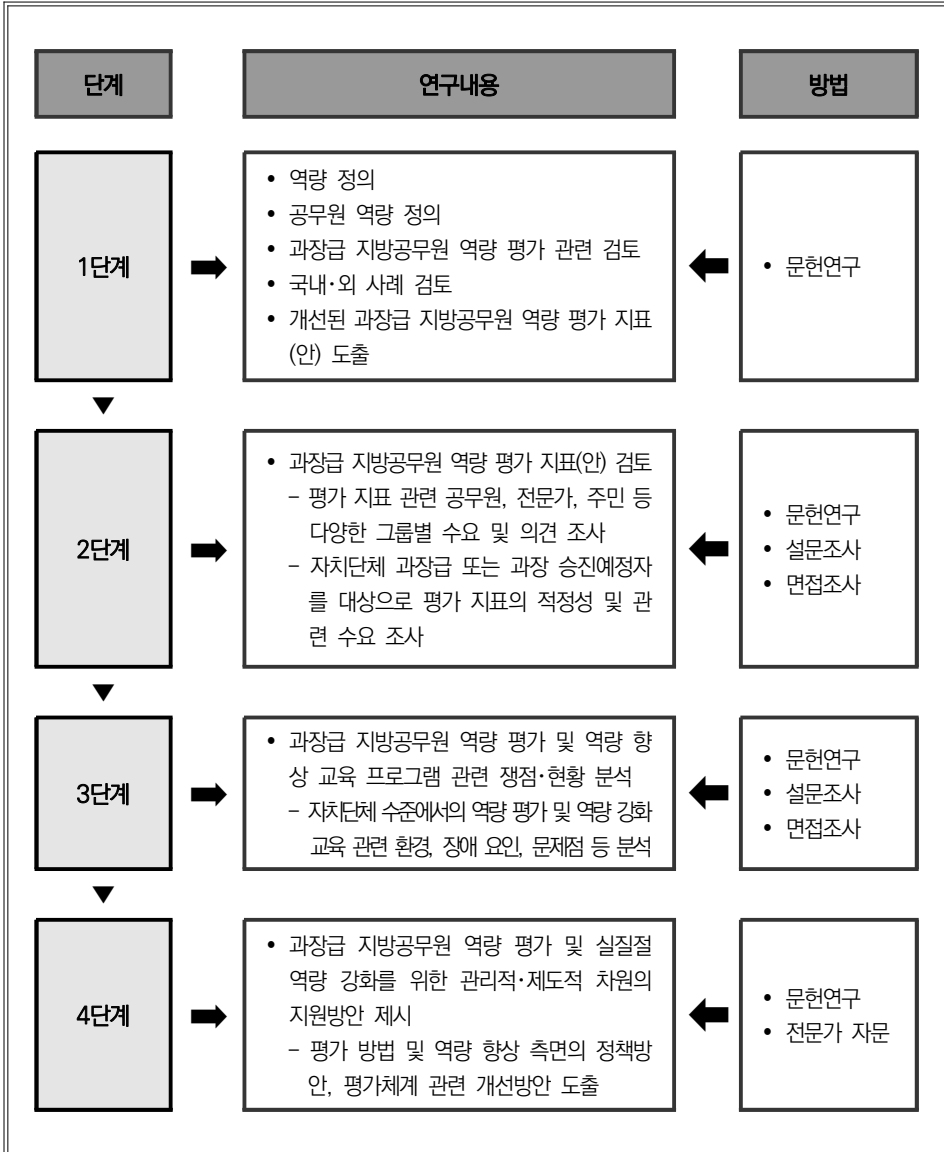 단계
연구내용
방법
1단계
• 역량 정의
• 공무원 역량 정의
• 과장급 지방공무원 역량 평가 관련 검토
• 국내·외 사례 검토
• 개선된 과장급 지방공무원 역량 평가 지표
(안) 도출
• 문헌연구
2단계
• 과장급 지방공무원 역량 평가 지표(안) 검토
- 평가 지표 관련 공무원, 전문가, 주민 등
다양한 그룹별 수요 및 의견 조사
- 자치단체 과장급 또는 과장 승진예정자
를 대상으로 평가 지표의 적정성 및 관
련 수요 조사
• 문헌연구
• 설문조사
• 면접조사
3단계
• 과장급 지방공무원 역량 평가 및 역량 향
상 교육 프로그램 관련 쟁점·현황 분석
- 자치단체 수준에서의 역량 평가 및 역량 강화
교육 관련 환경, 장애 요인, 문제점 등 분석
• 문헌연구
• 설문조사
• 면접조사
4단계
• 과장급 지방공무원 역량 평가 및 실질절
역량 강화를 위한 관리적·제도적 차원의
지원방안 제시
- 평가 방법 및 역량 향상 측면의 정책방
안, 평가체계 관련 개선방안 도출
• 문헌연구
• 전문가 자문